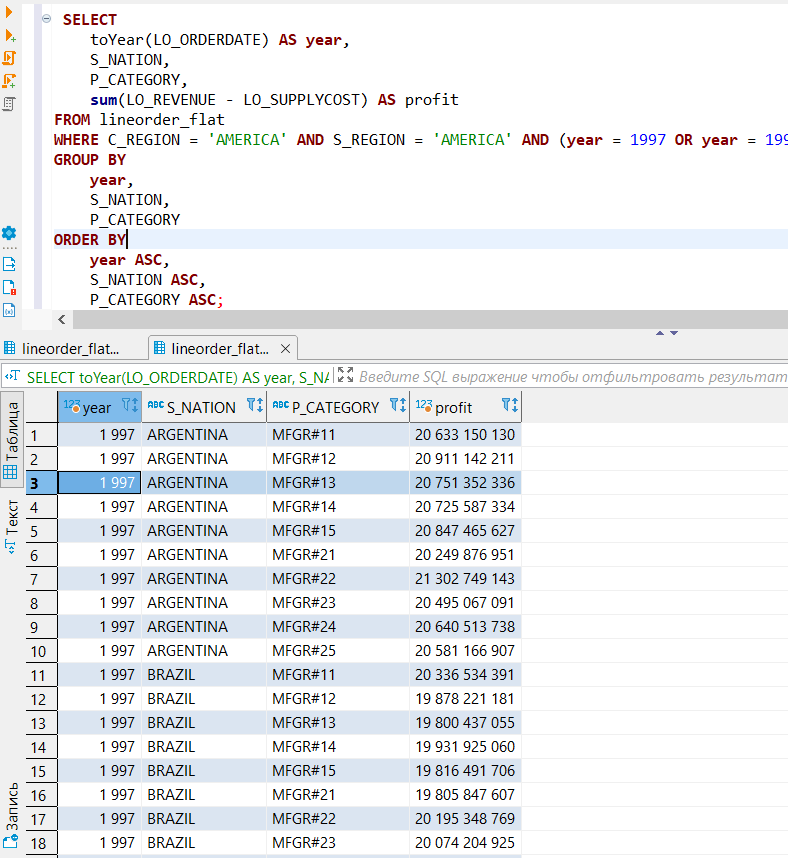 SELECT
toYear(LO_ORDERDATE) AS year,
S_NATION,
P_CATEGORY,
sum(LO_REVENUE - LO_SUPPLYCOST) AS profit
FROM lineorder_flat
WHERE C_REGION = 'AMERICA' AND S_REGION = 'AMERICA' AND (year = 1997 OR year = 199
GROUP BY
year,
S_NATION,
P_CATEGORY
ORDER BY
year ASC,
S_NATION ASC,
P_CATEGORY ASC;
lineorder_flat... lineorder_flat...
SELECT toYear(LO_ORDERDATE) AS year, S_NA Введите SQL выражение чтобы отфильтровать результат
Таблица
Текст
Запись
123 year ABC S_NATION ABC P_CATEGORY 123 profit
1 1 997 ARGENTINA MFGR#11 20 633 150 130
2 1 997 ARGENTINA MFGR#12 20 911 142 211
3 1 997 ARGENTINA MFGR#13 20 751 352 336
4 1 997 ARGENTINA MFGR#14 20 725 587 334
5 1 997 ARGENTINA MFGR#15 20 847 465 627
6 1 997 ARGENTINA MFGR#21 20 249 876 951
7 1 997 ARGENTINA MFGR#22 21 302 749 143
8 1 997 ARGENTINA MFGR#23 20 495 067 091
9 1 997 ARGENTINA MFGR#24 20 640 513 738
10 1 997 ARGENTINA MFGR#25 20 581 166 907
11 1 997 BRAZIL MFGR#11 20 336 534 391
12 1 997 BRAZIL MFGR#12 19 878 221 181
13 1 997 BRAZIL MFGR#13 19 800 437 055
14 1 997 BRAZIL MFGR#14 19 931 925 060
15 1 997 BRAZIL MFGR#15 19 816 491 706
16 1 997 BRAZIL MFGR#21 19 805 847 607
17 1 997 BRAZIL MFGR#22 20 195 348 769
18 1 997 BRAZIL MFGR#23 20 074 204 925